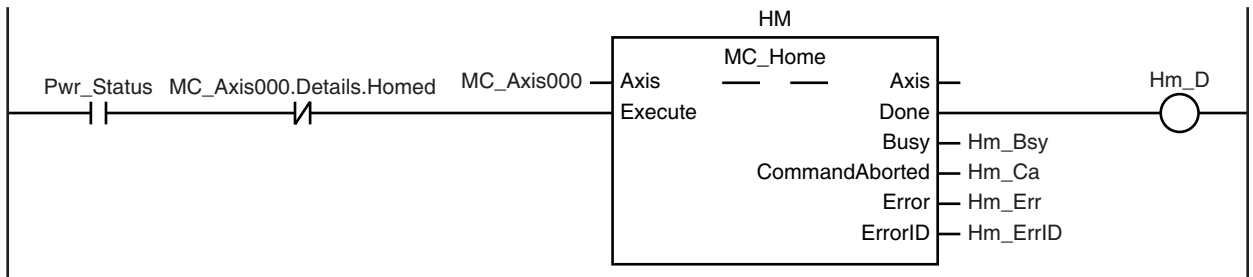 HM
MC_Home
Pwr_Status MC_Axis000.Details.Homed MC_Axis000 Axis Axis Hm_D
Execute Done
Busy Hm_Bsy
CommandAborted Hm_Ca
Error Hm_Err
ErrorID Hm_ErrID